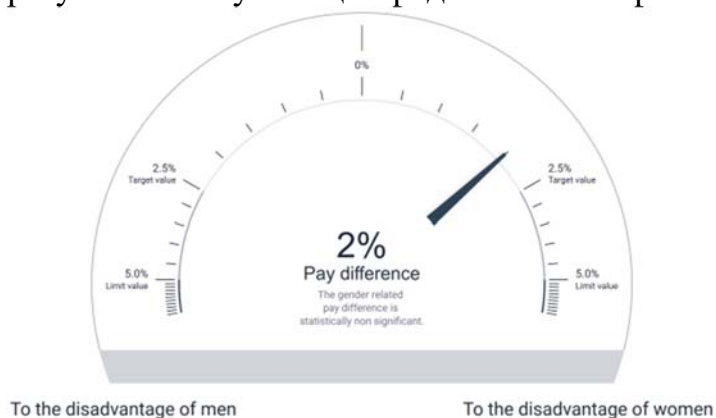 0%
2.5%
Target value
2.5%
Target value
2%
Pay difference
The gender related
pay difference is
statistically non significant.
5.0%
Limit value
5.0%
Limit value
To the disadvantage of men
To the disadvantage of women